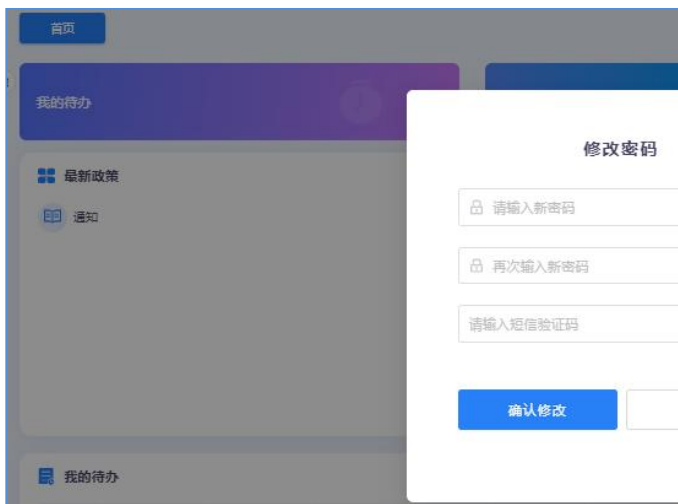 首页
我的待办
最新政策
通知
修改密码
请输入新密码
再次输入新密码
请输入短信验证码
确认修改
我的待办